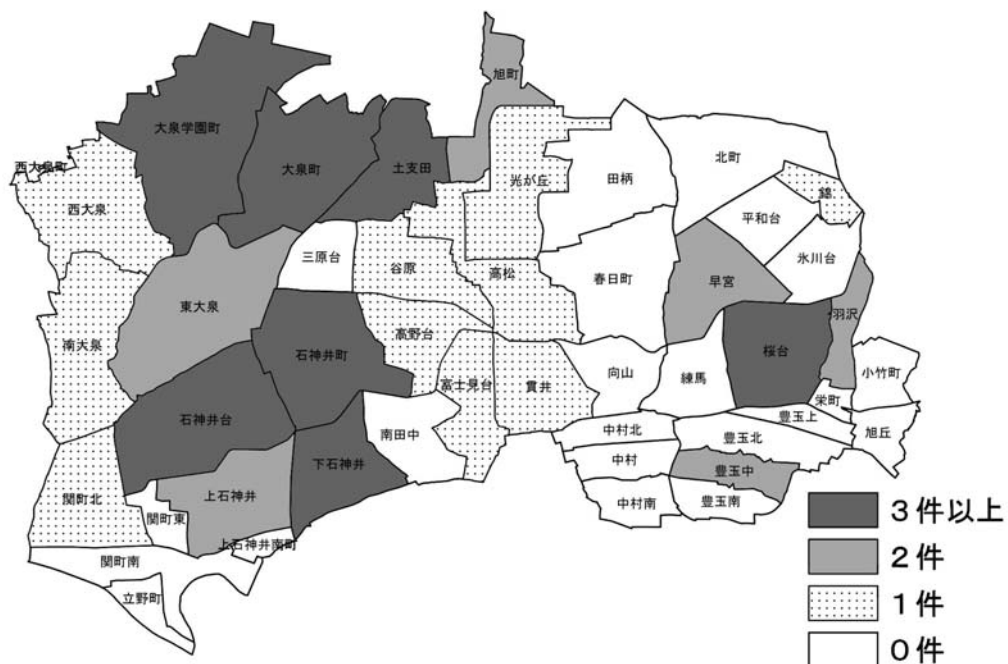 旭町
大泉学園町
大泉町
土支田
光が丘
田柄
北町
西大泉町
西大泉
錦
平和台
氷川台
三原台
谷原
高松
春日町
早宮
羽沢
東大泉
南大泉
高野台
石神井町
桜台
富士見台
貫井
向山
練馬
小竹町
栄町
石神井台
南田中
中村北
豊玉上
豊玉北
旭丘
下石神井
中村
豊玉中
上石神井
関町北
関町東
中村南
豊玉南
上石神井南町
関町南
立野町
3件以上
2件
1件
0件